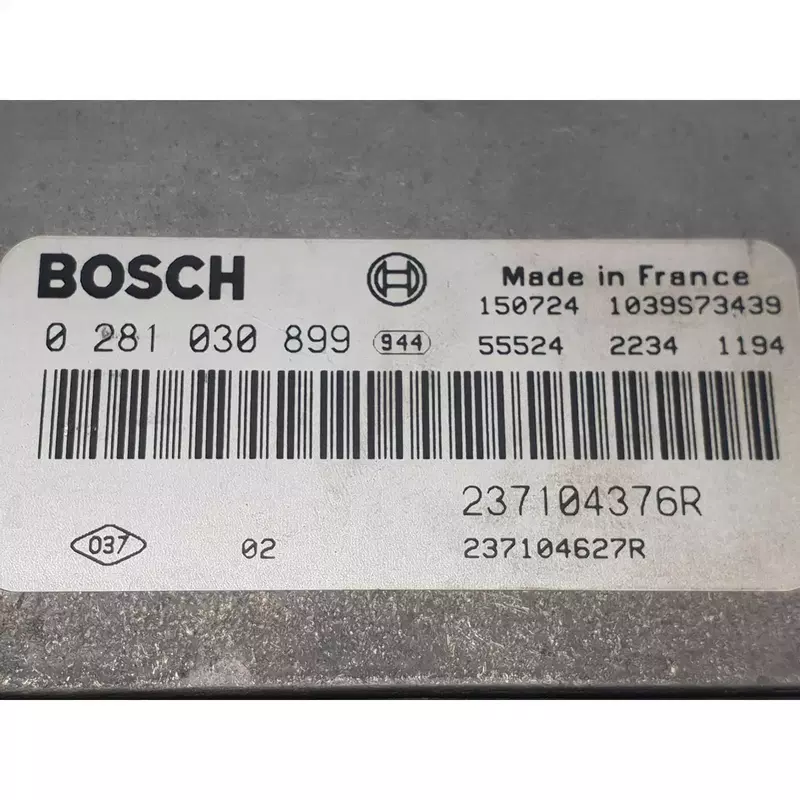 BOSCH
Made in France
150724 1039S73439
0 281 030 899 944 55524 2234 1194
237104376R
037 02 237104627R